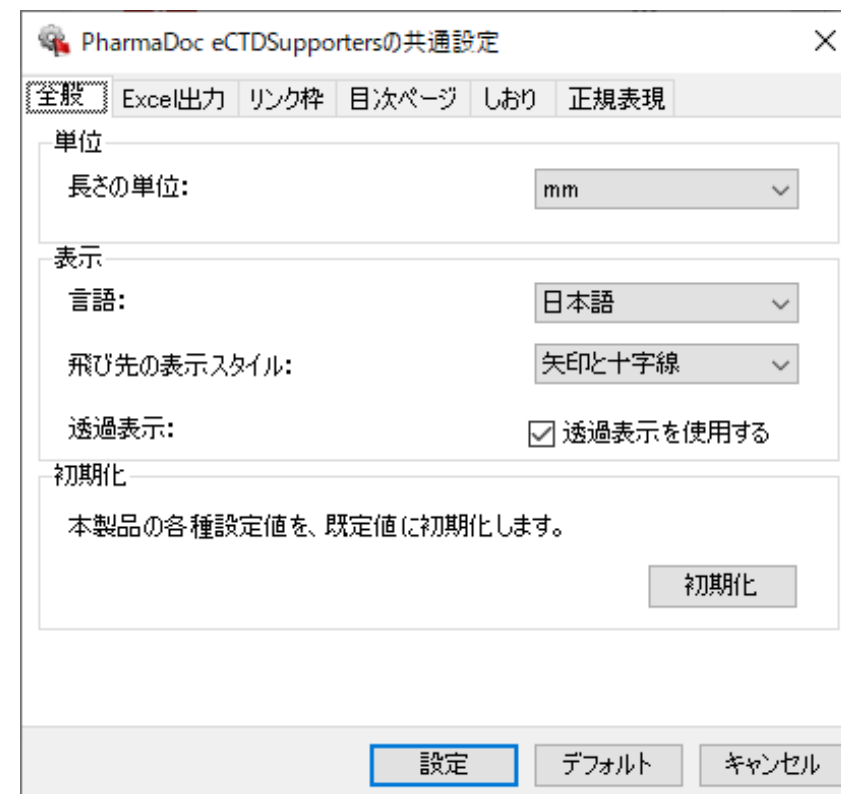 PharmaDoc eCTDSupportersの共通設定
全般 Excel出力 リンク枠 目次ページ しおり 正規表現
単位
長さの単位: mm
表示
言語: 日本語
飛び先の表示スタイル: 矢印と十字線
透過表示: 透過表示を使用する
初期化
本製品の各種設定値を、既定値に初期化します。
初期化
設定 デフォルト キャンセル